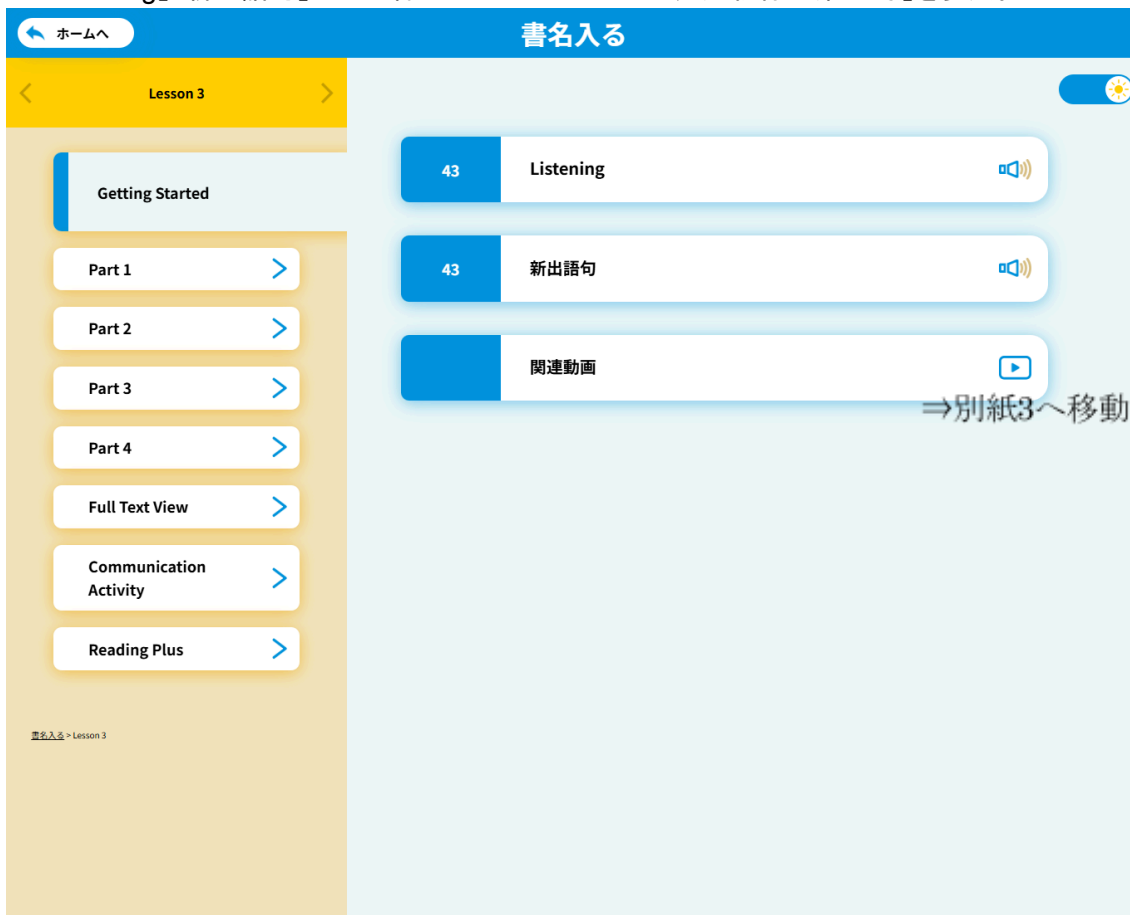 ホームへ
書名入る
Lesson 3
Getting Started
Part 1
Part 2
Part 3
Part 4
Full Text View
Communication
Activity
Reading Plus
書名入る > Lesson 3
43 Listening
43 新出語句
関連動画
⇒別紙3へ移動